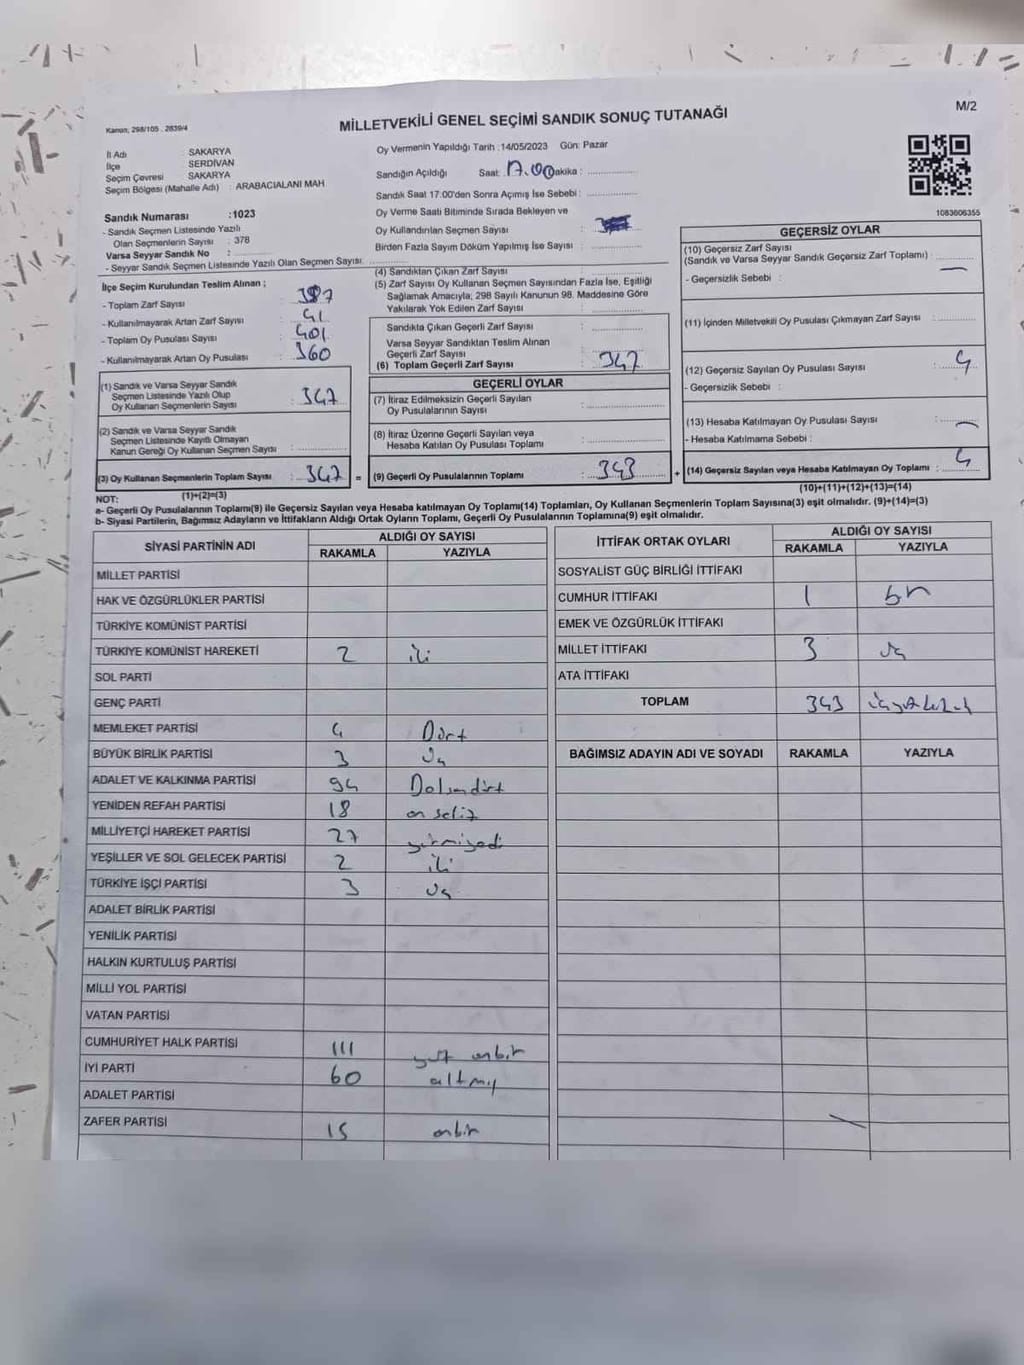 M/2
Kanun: 298/105 . 2839/4
MİLLETVEKİLİ GENEL SEÇİMİ SANDIK SONUÇ TUTANAĞI
İl Adı SAKARYA
İlçe SERDİVAN
Seçim Çevresi SAKARYA
Seçim Bölgesi (Mahalle Adı) : ARABACIALANI MAH
Oy Vermenin Yapıldığı Tarih :14/05/2023 Gün: Pazar
Sandığın Açıldığı Saat: 17.00 Dakika :
Sandık Saat 17.00'den Sonra Açımış İse Sebebi :
Oy Verme Saati Bitiminde Sırada Bekleyen ve
Oy Kullandırılan Seçmen Sayısı :
Birden Fazla Sayım Döküm Yapılmış İse Sayısı :
1083606355
Sandık Numarası :1023
- Sandık Seçmen Listesinde Yazılı
Olan Seçmenlerin Sayısı : 378
Varsa Seyyar Sandık No :
- Seyyar Sandık Seçmen Listesinde Yazılı Olan Seçmen Sayısı:
İlçe Seçim Kurulundan Teslim Alınan ;
- Toplam Zarf Sayısı
- Kullanılmayarak Artan Zarf Sayısı : 41
- Toplam Oy Pusulası Sayısı : 401
- Kullanılmayarak Artan Oy Pusulası : 360
(1) Sandık ve Varsa Seyyar Sandık
Seçmen Listesinde Yazılı Olup
Oy Kullanan Seçmenlerin Sayısı : 347
(2) Sandık ve Varsa Seyyar Sandık
Seçmen Listesinde Kayıtlı Olmayan
Kanun Gereği Oy Kullanan Seçmen Sayısı :
(3) Oy Kullanan Seçmenlerin Toplam Sayısı : 347 =
(1)+(2)=(3)
(4) Sandıktan Çıkan Zarf Sayısı
(5) Zarf Sayısı Oy Kullanan Seçmen Sayısından Fazla İse, Eşitliği
Sağlamak Amacıyla; 298 Sayılı Kanunun 98. Maddesine Göre
Yakılarak Yok Edilen Zarf Sayısı :
Sandıkta Çıkan Geçerli Zarf Sayısı :
Varsa Seyyar Sandıktan Teslim Alınan
Geçerli Zarf Sayısı :
(6) Toplam Geçerli Zarf Sayısı : 347
GEÇERLİ OYLAR
(7) İtiraz Edilmeksizin Geçerli Sayılan
Oy Pusulalarının Sayısı :
(8) İtiraz Üzerine Geçerli Sayılan veya
Hesaba Katılan Oy Pusulası Toplamı :
(9) Geçerli Oy Pusulalarının Toplamı : 343 +
GEÇERSİZ OYLAR
(10) Geçersiz Zarf Sayısı
(Sandık ve Varsa Seyyar Sandık Geçersiz Zarf Toplamı) :
- Geçersizlik Sebebi :
(11) İçinden Milletvekili Oy Pusulası Çıkmayan Zarf Sayısı :
(12) Geçersiz Sayılan Oy Pusulası Sayısı : 4
- Geçersizlik Sebebi :
(13) Hesaba Katılmayan Oy Pusulası Sayısı :
- Hesaba Katılmama Sebebi :
(14) Geçersiz Sayılan veya Hesaba Katılmayan Oy Toplamı : 4
(10)+(11)+(12)+(13)=(14)
NOT:
a- Geçerli Oy Pusulalarının Toplamı(9) ile Geçersiz Sayılan veya Hesaba katılmayan Oy Toplamı(14) Toplamları, Oy Kullanan Seçmenlerin Toplam Sayısına(3) eşit olmalıdır. (9)+(14)=(3)
b- Siyasi Partilerin, Bağımsız Adayların ve İttifakların Aldığı Ortak Oyların Toplamı, Geçerli Oy Pusulalarının Toplamına(9) eşit olmalıdır.
SİYASİ PARTİNİN ADI ALDIĞI OY SAYISI
RAKAMLA YAZIYLA
MİLLET PARTİSİ
HAK VE ÖZGÜRLÜKLER PARTİSİ
TÜRKİYE KOMÜNİST PARTİSİ
TÜRKİYE KOMÜNİST HAREKETİ 2 iki
SOL PARTİ
GENÇ PARTİ
MEMLEKET PARTİSİ 4 Dört
BÜYÜK BİRLİK PARTİSİ 3 Üç
ADALET VE KALKINMA PARTİSİ 94 Doksandört
YENİDEN REFAH PARTİSİ 18 on sekiz
MİLLİYETÇİ HAREKET PARTİSİ 27 yirmiyedi
YEŞİLLER VE SOL GELECEK PARTİSİ 2 iki
TÜRKİYE İŞÇİ PARTİSİ 3 Üç
ADALET BİRLİK PARTİSİ
YENİLİK PARTİSİ
HALKIN KURTULUŞ PARTİSİ
MİLLİ YOL PARTİSİ
VATAN PARTİSİ
CUMHURİYET HALK PARTİSİ 111 yüz onbir
İYİ PARTİ 60 altmış
ADALET PARTİSİ
ZAFER PARTİSİ 15 onbir
İTTİFAK ORTAK OYLARI ALDIĞI OY SAYISI
RAKAMLA YAZIYLA
SOSYALİST GÜÇ BİRLİĞİ İTTİFAKI
CUMHUR İTTİFAKI 1 bir
EMEK VE ÖZGÜRLÜK İTTİFAKI
MİLLET İTTİFAKI 3 üç
ATA İTTİFAKI
TOPLAM 343
BAĞIMSIZ ADAYIN ADI VE SOYADI RAKAMLA YAZIYLA